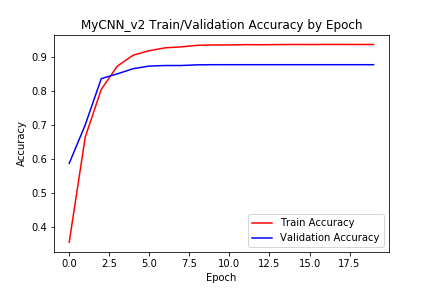 MyCNN_v2 Train/Validation Accuracy by Epoch
Accuracy
0.9
0.8
0.7
0.6
0.5
0.4
Train Accuracy
Validation Accuracy
0.0 2.5 5.0 7.5 10.0 12.5 15.0 17.5
Epoch